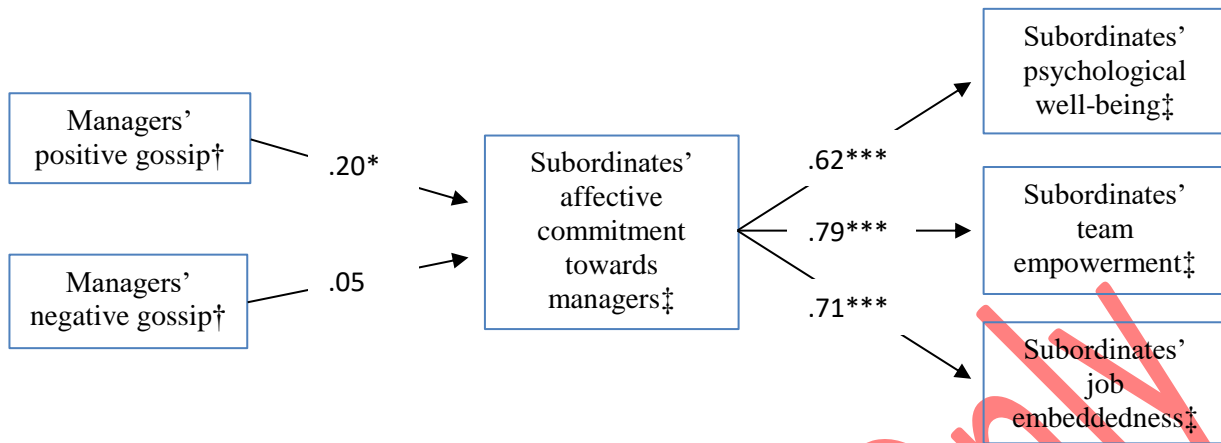 Managers’
positive gossip†
Managers’
negative gossip†
.20*
.05
Subordinates’
affective
commitment
towards
managers‡
.62***
.79***
.71***
Subordinates’
psychological
well-being‡
Subordinates’
team
empowerment‡
Subordinates’
job
embeddedness‡